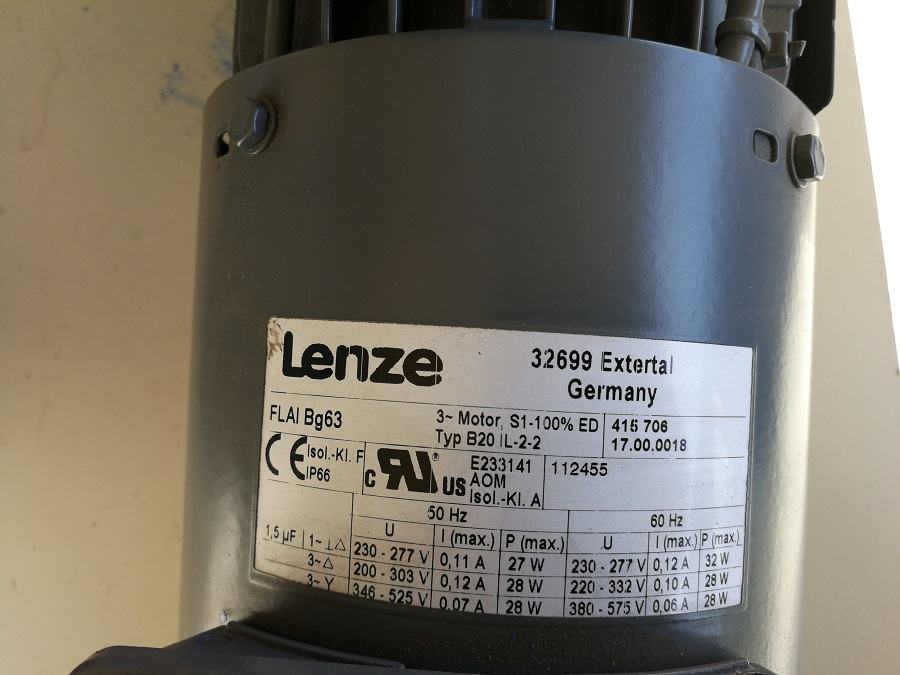 Lenze
32699 Extertal
Germany
FLAI Bg63
3~ Motor, S1-100% ED
Typ B20 IL-2-2
415 706
17.00.0018
CE Isol.-Kl. F
IP66
c RU® US
E233141
AOM
Isol.-Kl. A
112455
50 Hz 60 Hz
U I (max.) P (max.) U I (max.) P (max.)
1,5 µF 1~ ⊥ △ 230 - 277 V 0,11 A 27 W 230 - 277 V 0,12 A 32 W
3~ △ 200 - 303 V 0,12 A 28 W 220 - 332 V 0,10 A 28 W
3~ Y 346 - 525 V 0,07 A 28 W 380 - 575 V 0,06 A 28 W